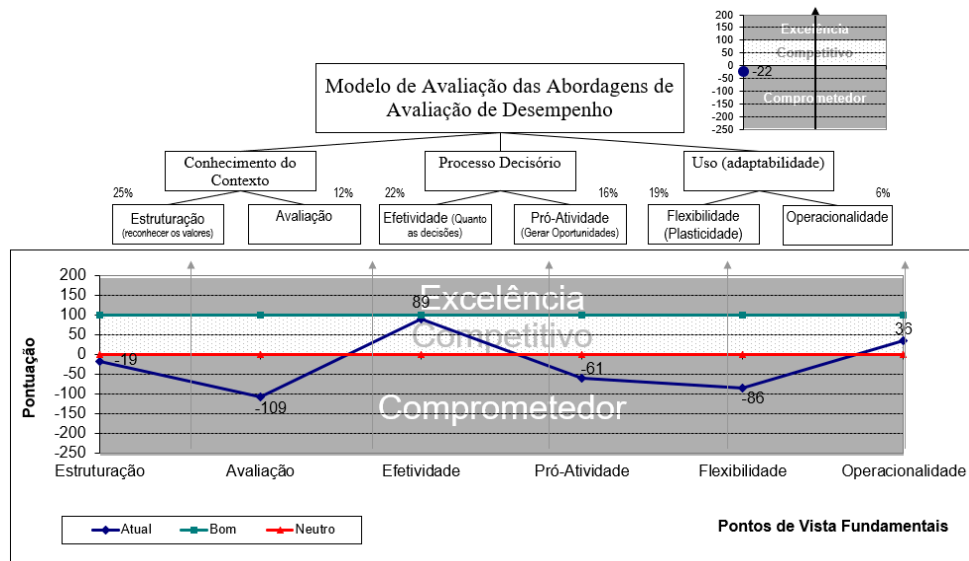 200
150
100
50
0
-50
-100
-150
-200
-250
Excelência
Competitivo
Comprometedor
-22
Modelo de Avaliação das Abordagens de
Avaliação de Desempenho
Conhecimento do
Contexto
Processo Decisório
Uso (adaptabilidade)
25%
12%
22%
16%
19%
6%
Estruturação
(reconhecer os valores)
Avaliação
Efetividade (Quanto
as decisões)
Pró-Atividade
(Gerar Oportunidades)
Flexibilidade
(Plasticidade)
Operacionalidade
Pontuação
200
150
100
50
0
-50
-100
-150
-200
-250
Excelência
Competitivo
Comprometedor
-19
-109
89
-61
-86
36
Estruturação
Avaliação
Efetividade
Pró-Atividade
Flexibilidade
Operacionalidade
Atual
Bom
Neutro
Pontos de Vista Fundamentais